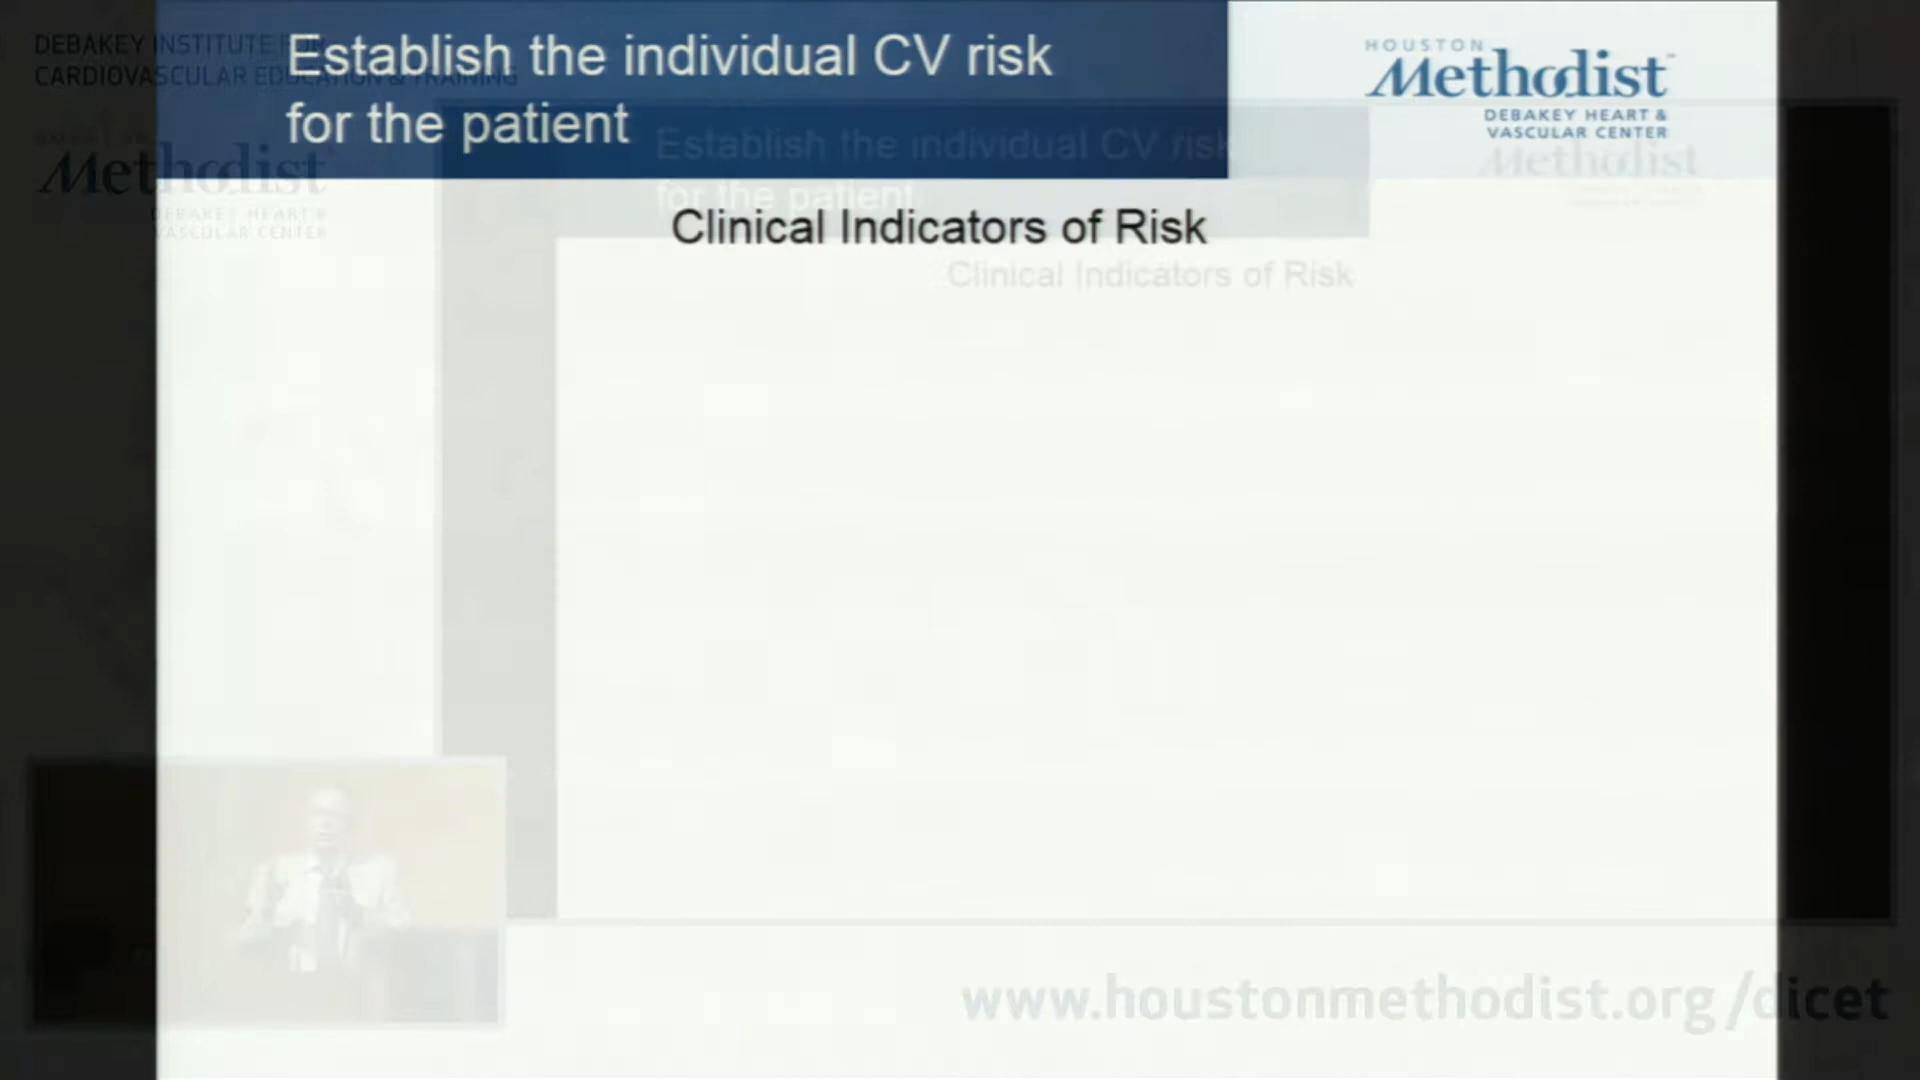 DEBAKEY INSTITUTE FOR
CARDIOVASCULAR EDUCATION & TRAINING
Methodist
DEBAKEY HEART &
VASCULAR CENTER
Establish the individual CV risk
for the patient
HOUSTON
Methodist
DEBAKEY HEART &
VASCULAR CENTER
Clinical Indicators of Risk
Establish the individual CV risk
for the patient
Methodist
Clinical Indicators of Risk
www.houstonmethodist.org/dicet